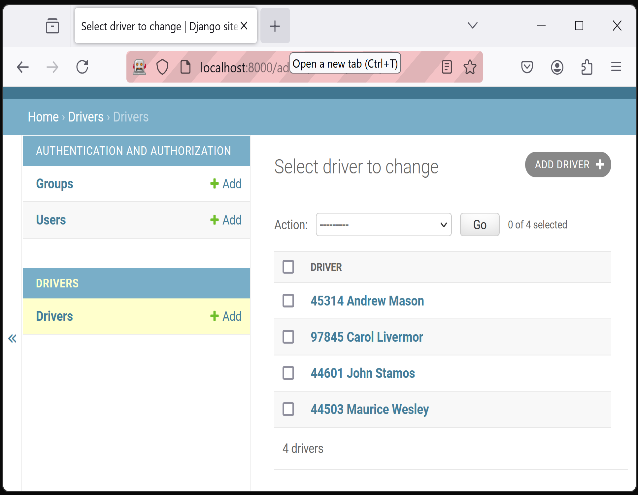 Select driver to change | Django site
localhost:8000/ad
Open a new tab (Ctrl+T)
Home › Drivers › Drivers
AUTHENTICATION AND AUTHORIZATION
Groups + Add
Users + Add
DRIVERS
Drivers + Add
«
Select driver to change
ADD DRIVER +
Action: --------- Go 0 of 4 selected
DRIVER
45314 Andrew Mason
97845 Carol Livermor
44601 John Stamos
44503 Maurice Wesley
4 drivers